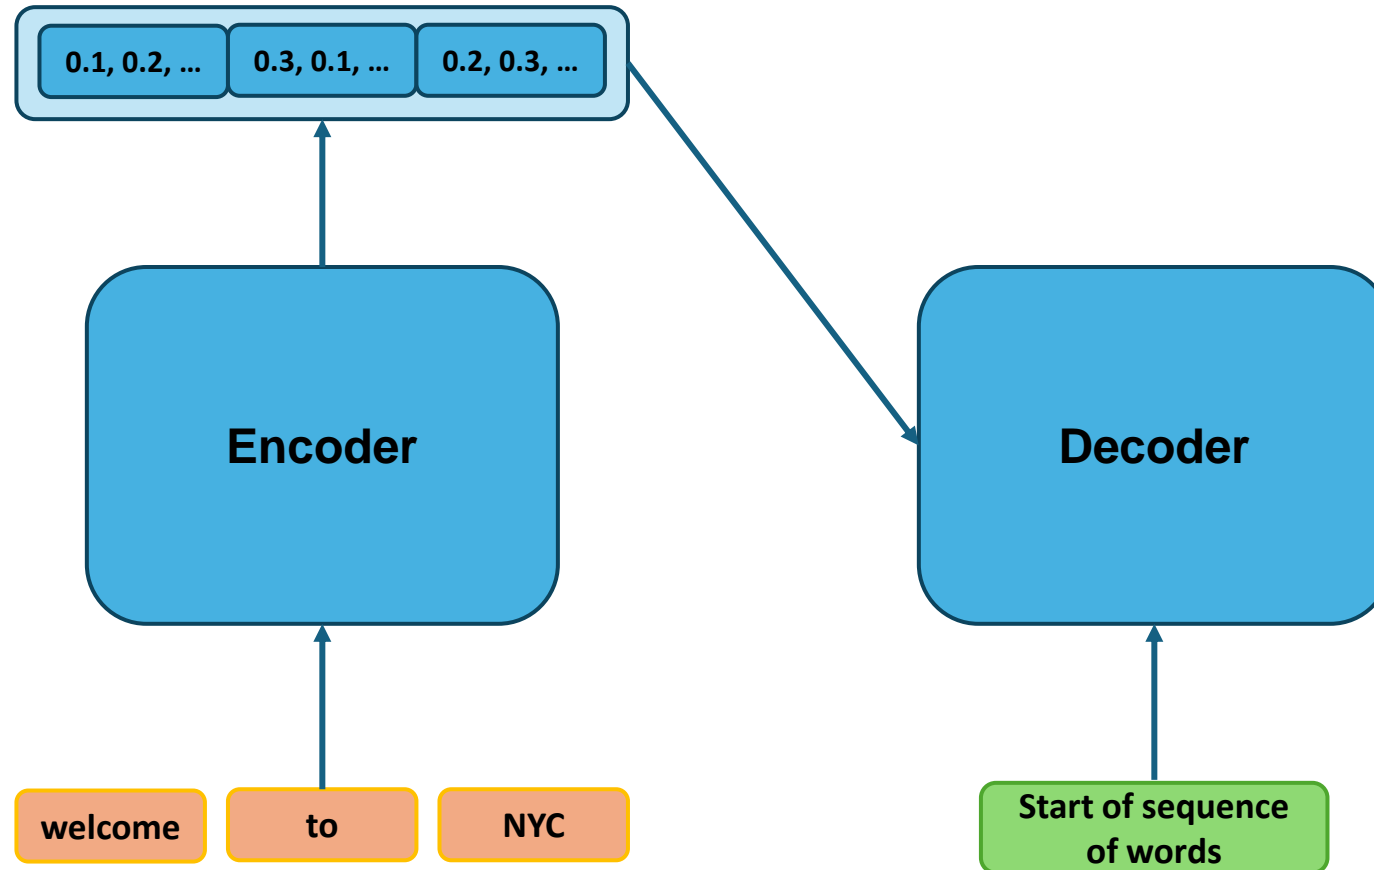 0.1, 0.2, … 0.3, 0.1, … 0.2, 0.3, …
Encoder
Decoder
welcome
to
NYC
Start of sequence
of words